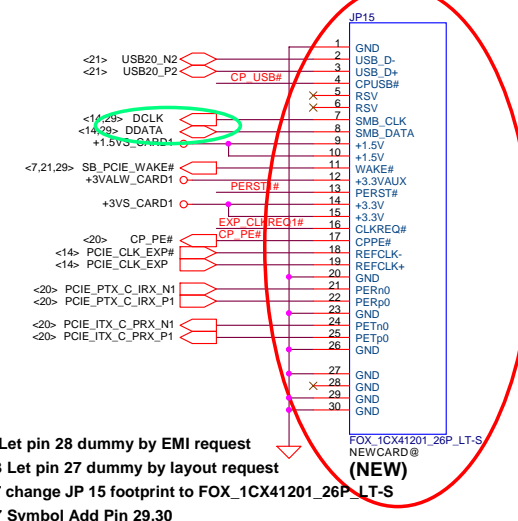 JP15
1 GND
<21> USB20_N2 2 USB_D-
<21> USB20_P2 3 USB_D+
CP_USB# 4 CPUSB#
5 RSV
6 RSV
<14,29> DCLK 7 SMB_CLK
<14,29> DDATA 8 SMB_DATA
+1.5VS_CARD1 9 +1.5V
10 +1.5V
<7,21,29> SB_PCIE_WAKE# 11 WAKE#
+3VALW_CARD1 12 +3.3VAUX
13 PERST#
+3VS_CARD1 14 +3.3V
15 +3.3V
EXP_CLKREQ1# 16 CLKREQ#
<20> CP_PE# CP_PE# 17 CPPE#
<14> PCIE_CLK_EXP# 18 REFCLK-
<14> PCIE_CLK_EXP 19 REFCLK+
20 GND
<20> PCIE_PTX_C_IRX_N1 21 PERn0
<20> PCIE_PTX_C_IRX_P1 22 PERp0
23 GND
<20> PCIE_ITX_C_PRX_N1 24 PETn0
<20> PCIE_ITX_C_PRX_P1 25 PETp0
26 GND
27 GND
28 GND
29 GND
30 GND
FOX_1CX41201_26P_LT-S
NEWCARD@
(NEW)
Let pin 28 dummy by EMI request
Let pin 27 dummy by layout request
change JP 15 footprint to FOX_1CX41201_26P_LT-S
Symbol Add Pin 29.30